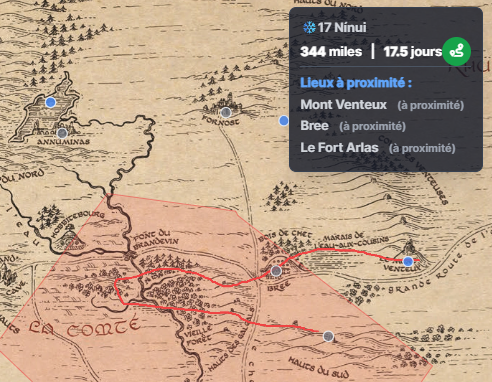 HAUTS DU NORD
17 Nínui
344 miles | 17.5 jours
Lieux à proximité :
Mont Venteux (à proximité)
Bree (à proximité)
Le Fort Arlas (à proximité)
FORNOST
ANNUMINAS
DU NORD
PONT DU
BRANDEVIN
BOIS DE CHET
MARAIS DE
L'EAU-AUX-COUSINS
VENTEUX
BREE
Grande Route de l'
LA COMTE
VIEILLE
FORÊT
HAUTS DU SUD